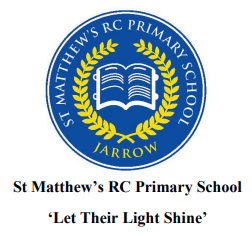 ST MATTHEW'S RC PRIMARY SCHOOL
JARROW
St Matthew's RC Primary School
'Let Their Light Shine'